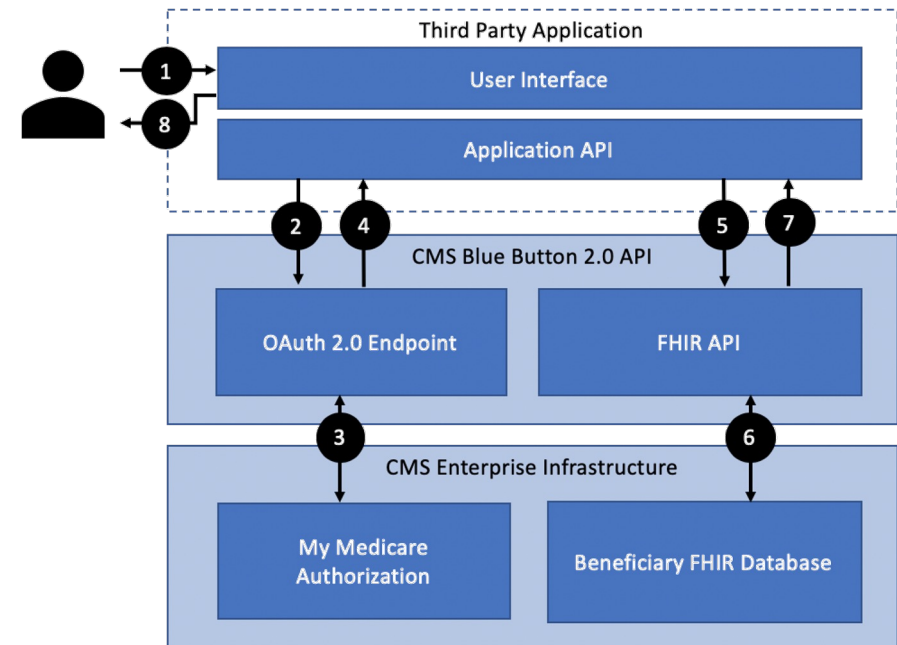 Third Party Application
1
User Interface
8
Application API
2
4
5
7
CMS Blue Button 2.0 API
OAuth 2.0 Endpoint
FHIR API
3
6
CMS Enterprise Infrastructure
My Medicare
Authorization
Beneficiary FHIR Database